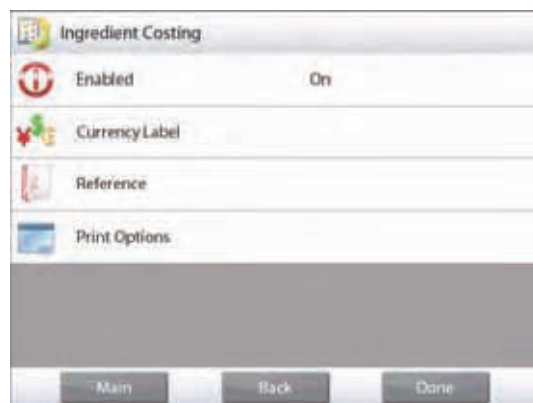 Ingredient Costing
Enabled On
Currency Label
Reference
Print Options
Main Back Done